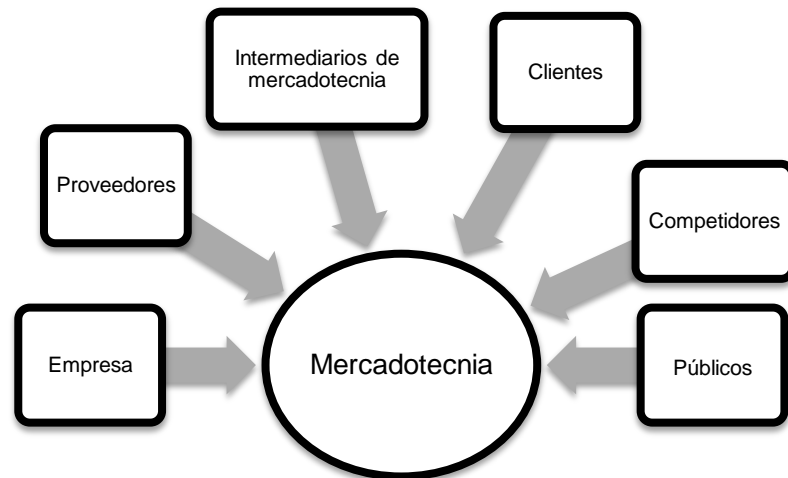 Intermediarios de
mercadotecnia
Clientes
Proveedores
Competidores
Empresa
Mercadotecnia
Públicos